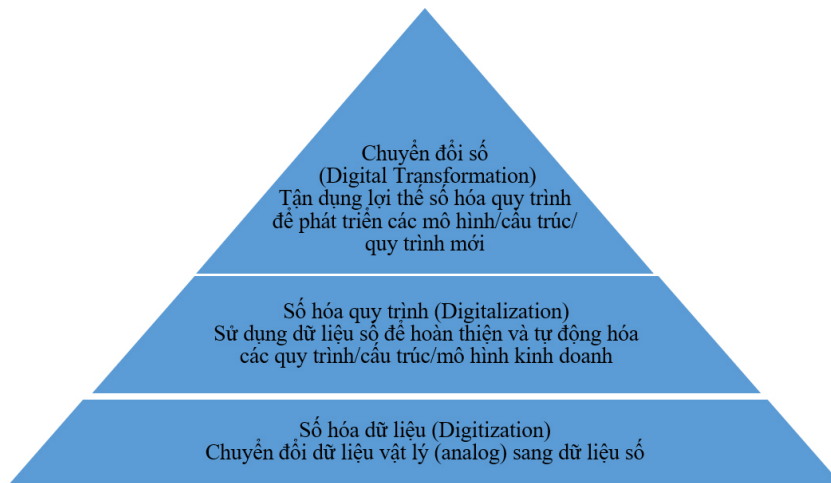 Chuyển đổi số
(Digital Transformation)
Tận dụng lợi thế số hóa quy trình
để phát triển các mô hình/cấu trúc/
quy trình mới
Số hóa quy trình (Digitalization)
Sử dụng dữ liệu số để hoàn thiện và tự động hóa
các quy trình/cấu trúc/mô hình kinh doanh
Số hóa dữ liệu (Digitization)
Chuyển đổi dữ liệu vật lý (analog) sang dữ liệu số